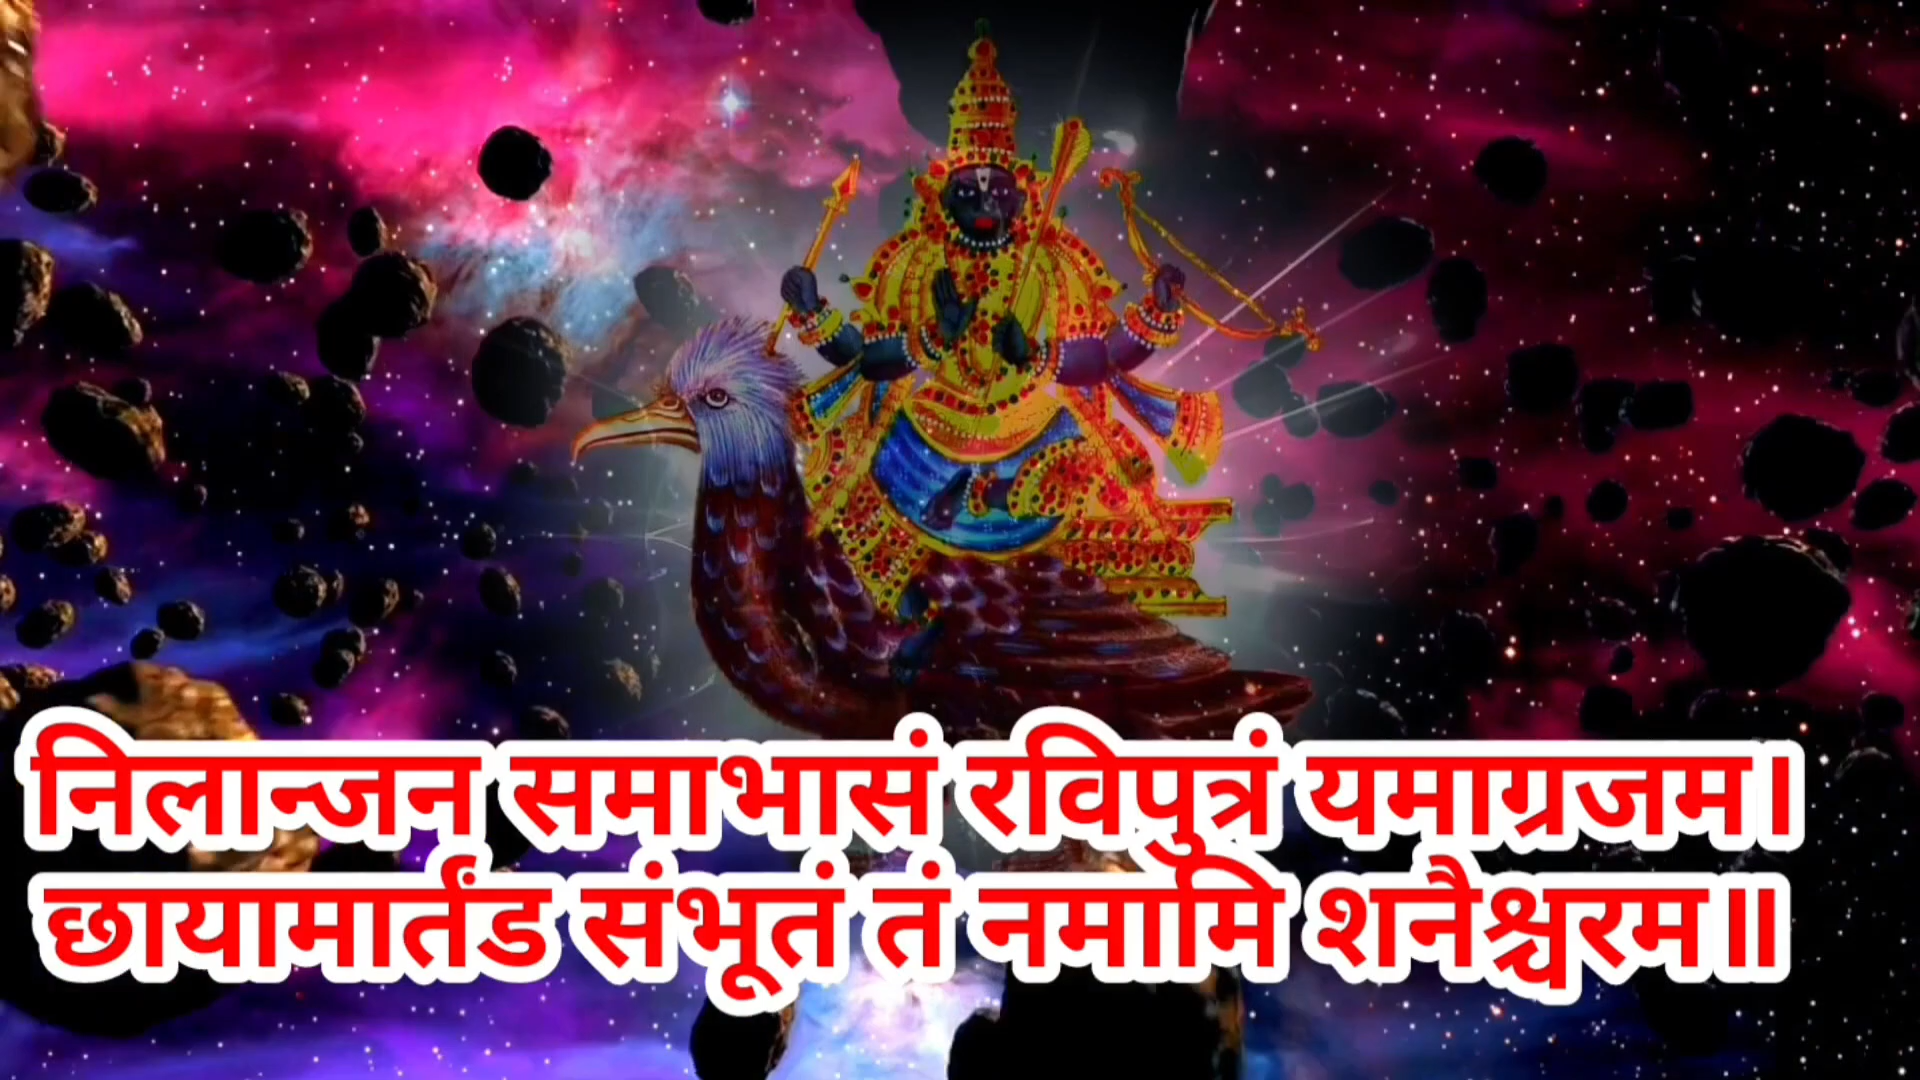 निलान्जन समाभासं रविपुत्रं यमाग्रजम।
छायामार्तंड संभूतं तं नमामि शनैश्चरम॥